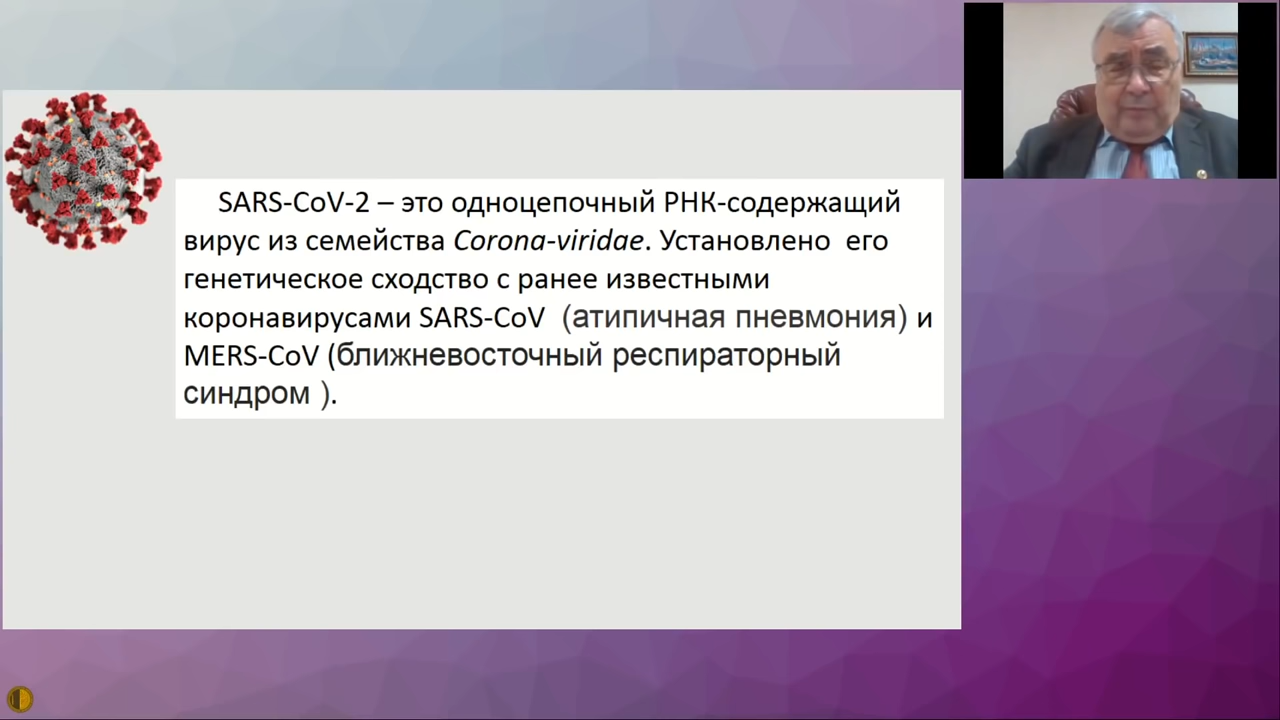 SARS-CoV-2 – это одноцепочный РНК-содержащий
вирус из семейства Corona-viridae. Установлено его
генетическое сходство с ранее известными
коронавирусами SARS-CoV (атипичная пневмония) и
MERS-CoV (ближневосточный респираторный
синдром ).